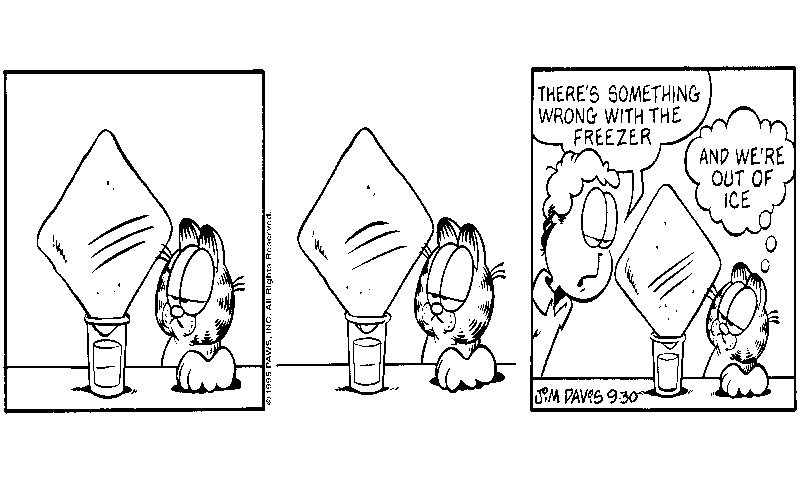 © 1995 PAWS, INC. All Rights Reserved.
THERE'S SOMETHING
WRONG WITH THE
FREEZER
AND WE'RE
OUT OF
ICE
JIM DAVIS 9·30